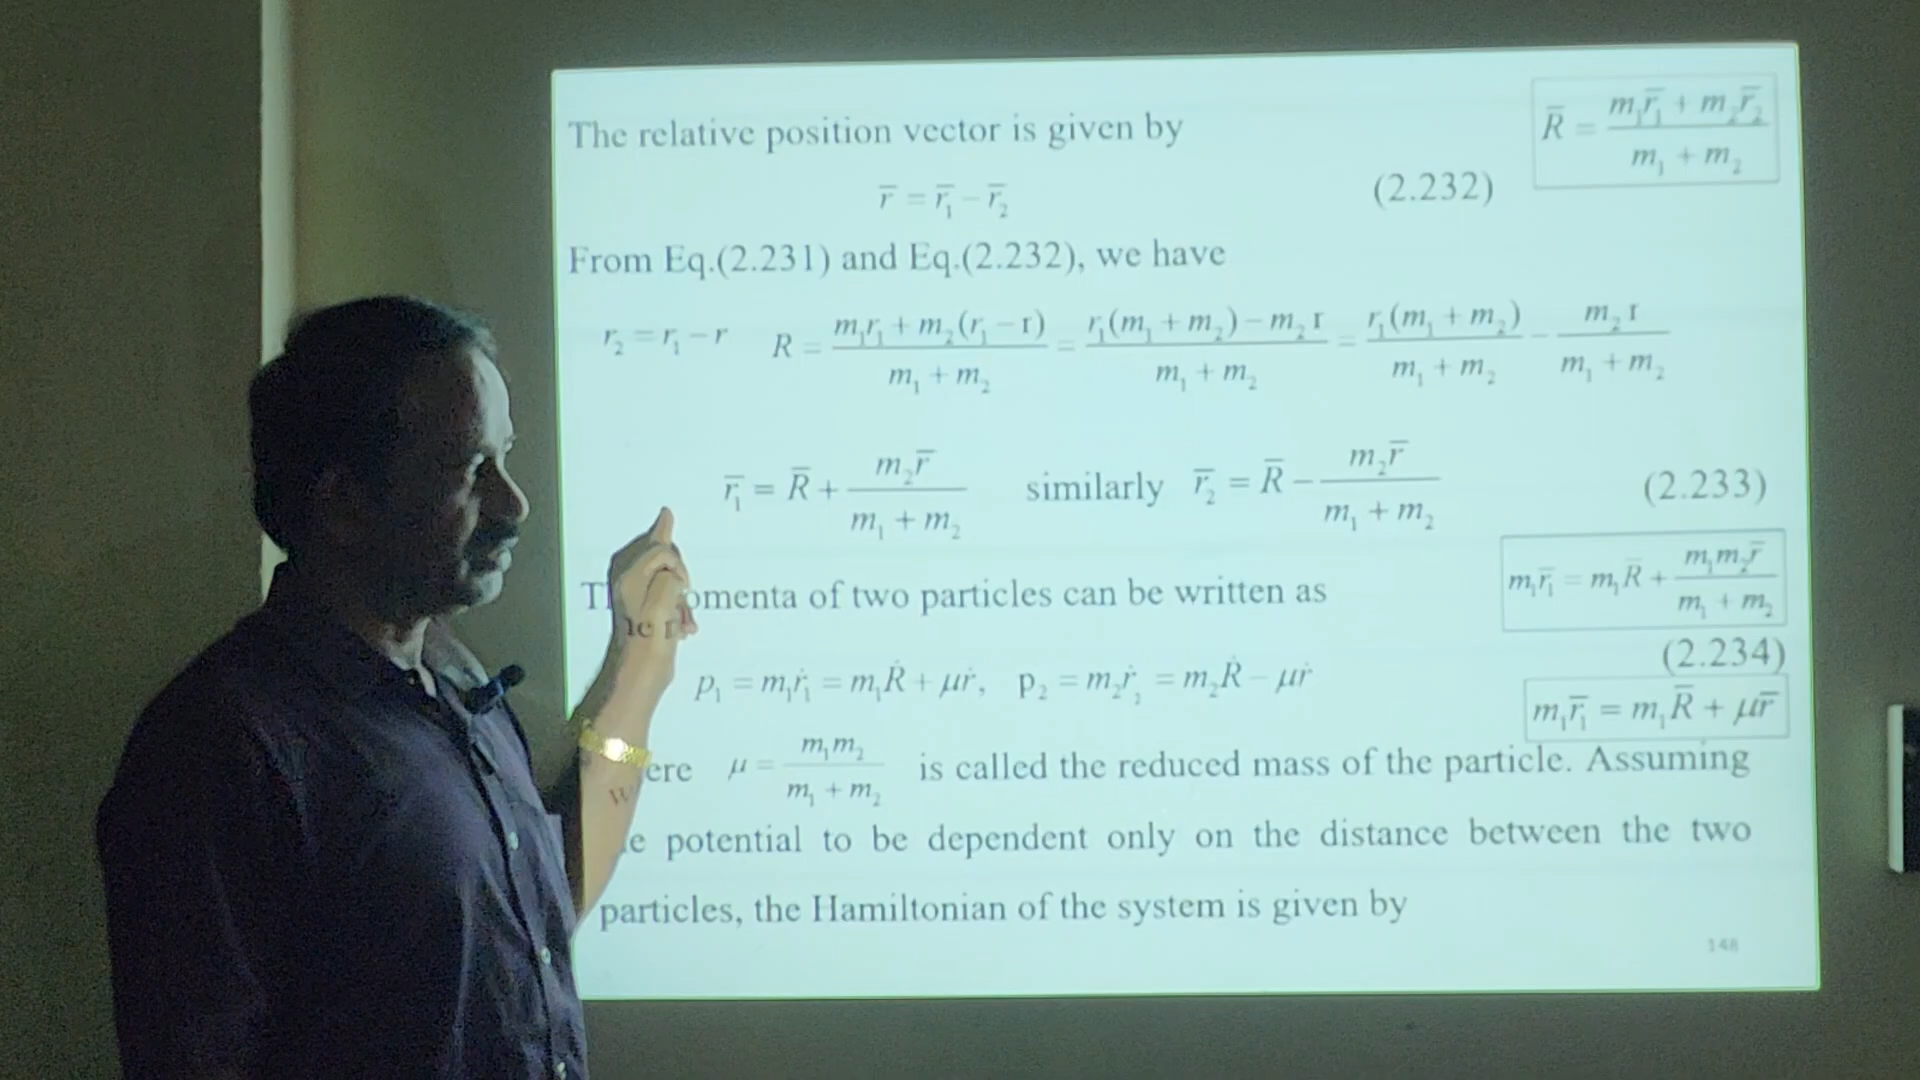 The relative position vector is given by
R̅ = (m₁r̅₁ + m₂r̅₂)/(m₁ + m₂)
r̅ = r̅₁ − r̅₂ (2.232)
From Eq.(2.231) and Eq.(2.232), we have
r₂ = r₁ − r R = (m₁r₁ + m₂(r₁ − r))/(m₁ + m₂) = (r₁(m₁ + m₂) − m₂r)/(m₁ + m₂) = r₁(m₁ + m₂)/(m₁ + m₂) − m₂r/(m₁ + m₂)
r̅₁ = R̅ + m₂r̅/(m₁ + m₂) similarly r̅₂ = R̅ − m₂r̅/(m₁ + m₂) (2.233)
omenta of two particles can be written as
m₁r̅₁ = m₁R̅ + m₁m₂r̅/(m₁ + m₂)
(2.234)
p₁ = m₁ṙ₁ = m₁Ṙ + μṙ, p₂ = m₂ṙ₂ = m₂Ṙ − μṙ
m₁r̅₁ = m₁R̅ + μr̅
ere μ = m₁m₂/(m₁ + m₂) is called the reduced mass of the particle. Assuming
e potential to be dependent only on the distance between the two
particles, the Hamiltonian of the system is given by
148